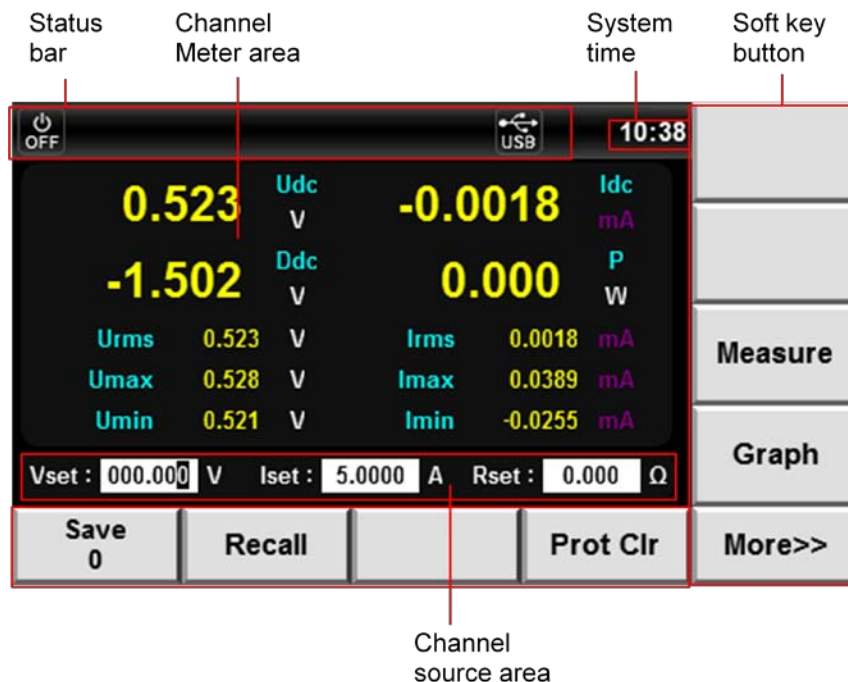 Status
bar
Channel
Meter area
System
time
Soft key
button
OFF
USB
10:38
0.523 Udc V -0.0018 Idc mA
-1.502 Ddc V 0.000 P W
Urms 0.523 V Irms 0.0018 mA
Umax 0.528 V Imax 0.0389 mA
Umin 0.521 V Imin -0.0255 mA
Measure
Graph
Vset : 000.000 V Iset : 5.0000 A Rset : 0.000 Ω
Save
0
Recall
Prot Clr
More>>
Channel
source area